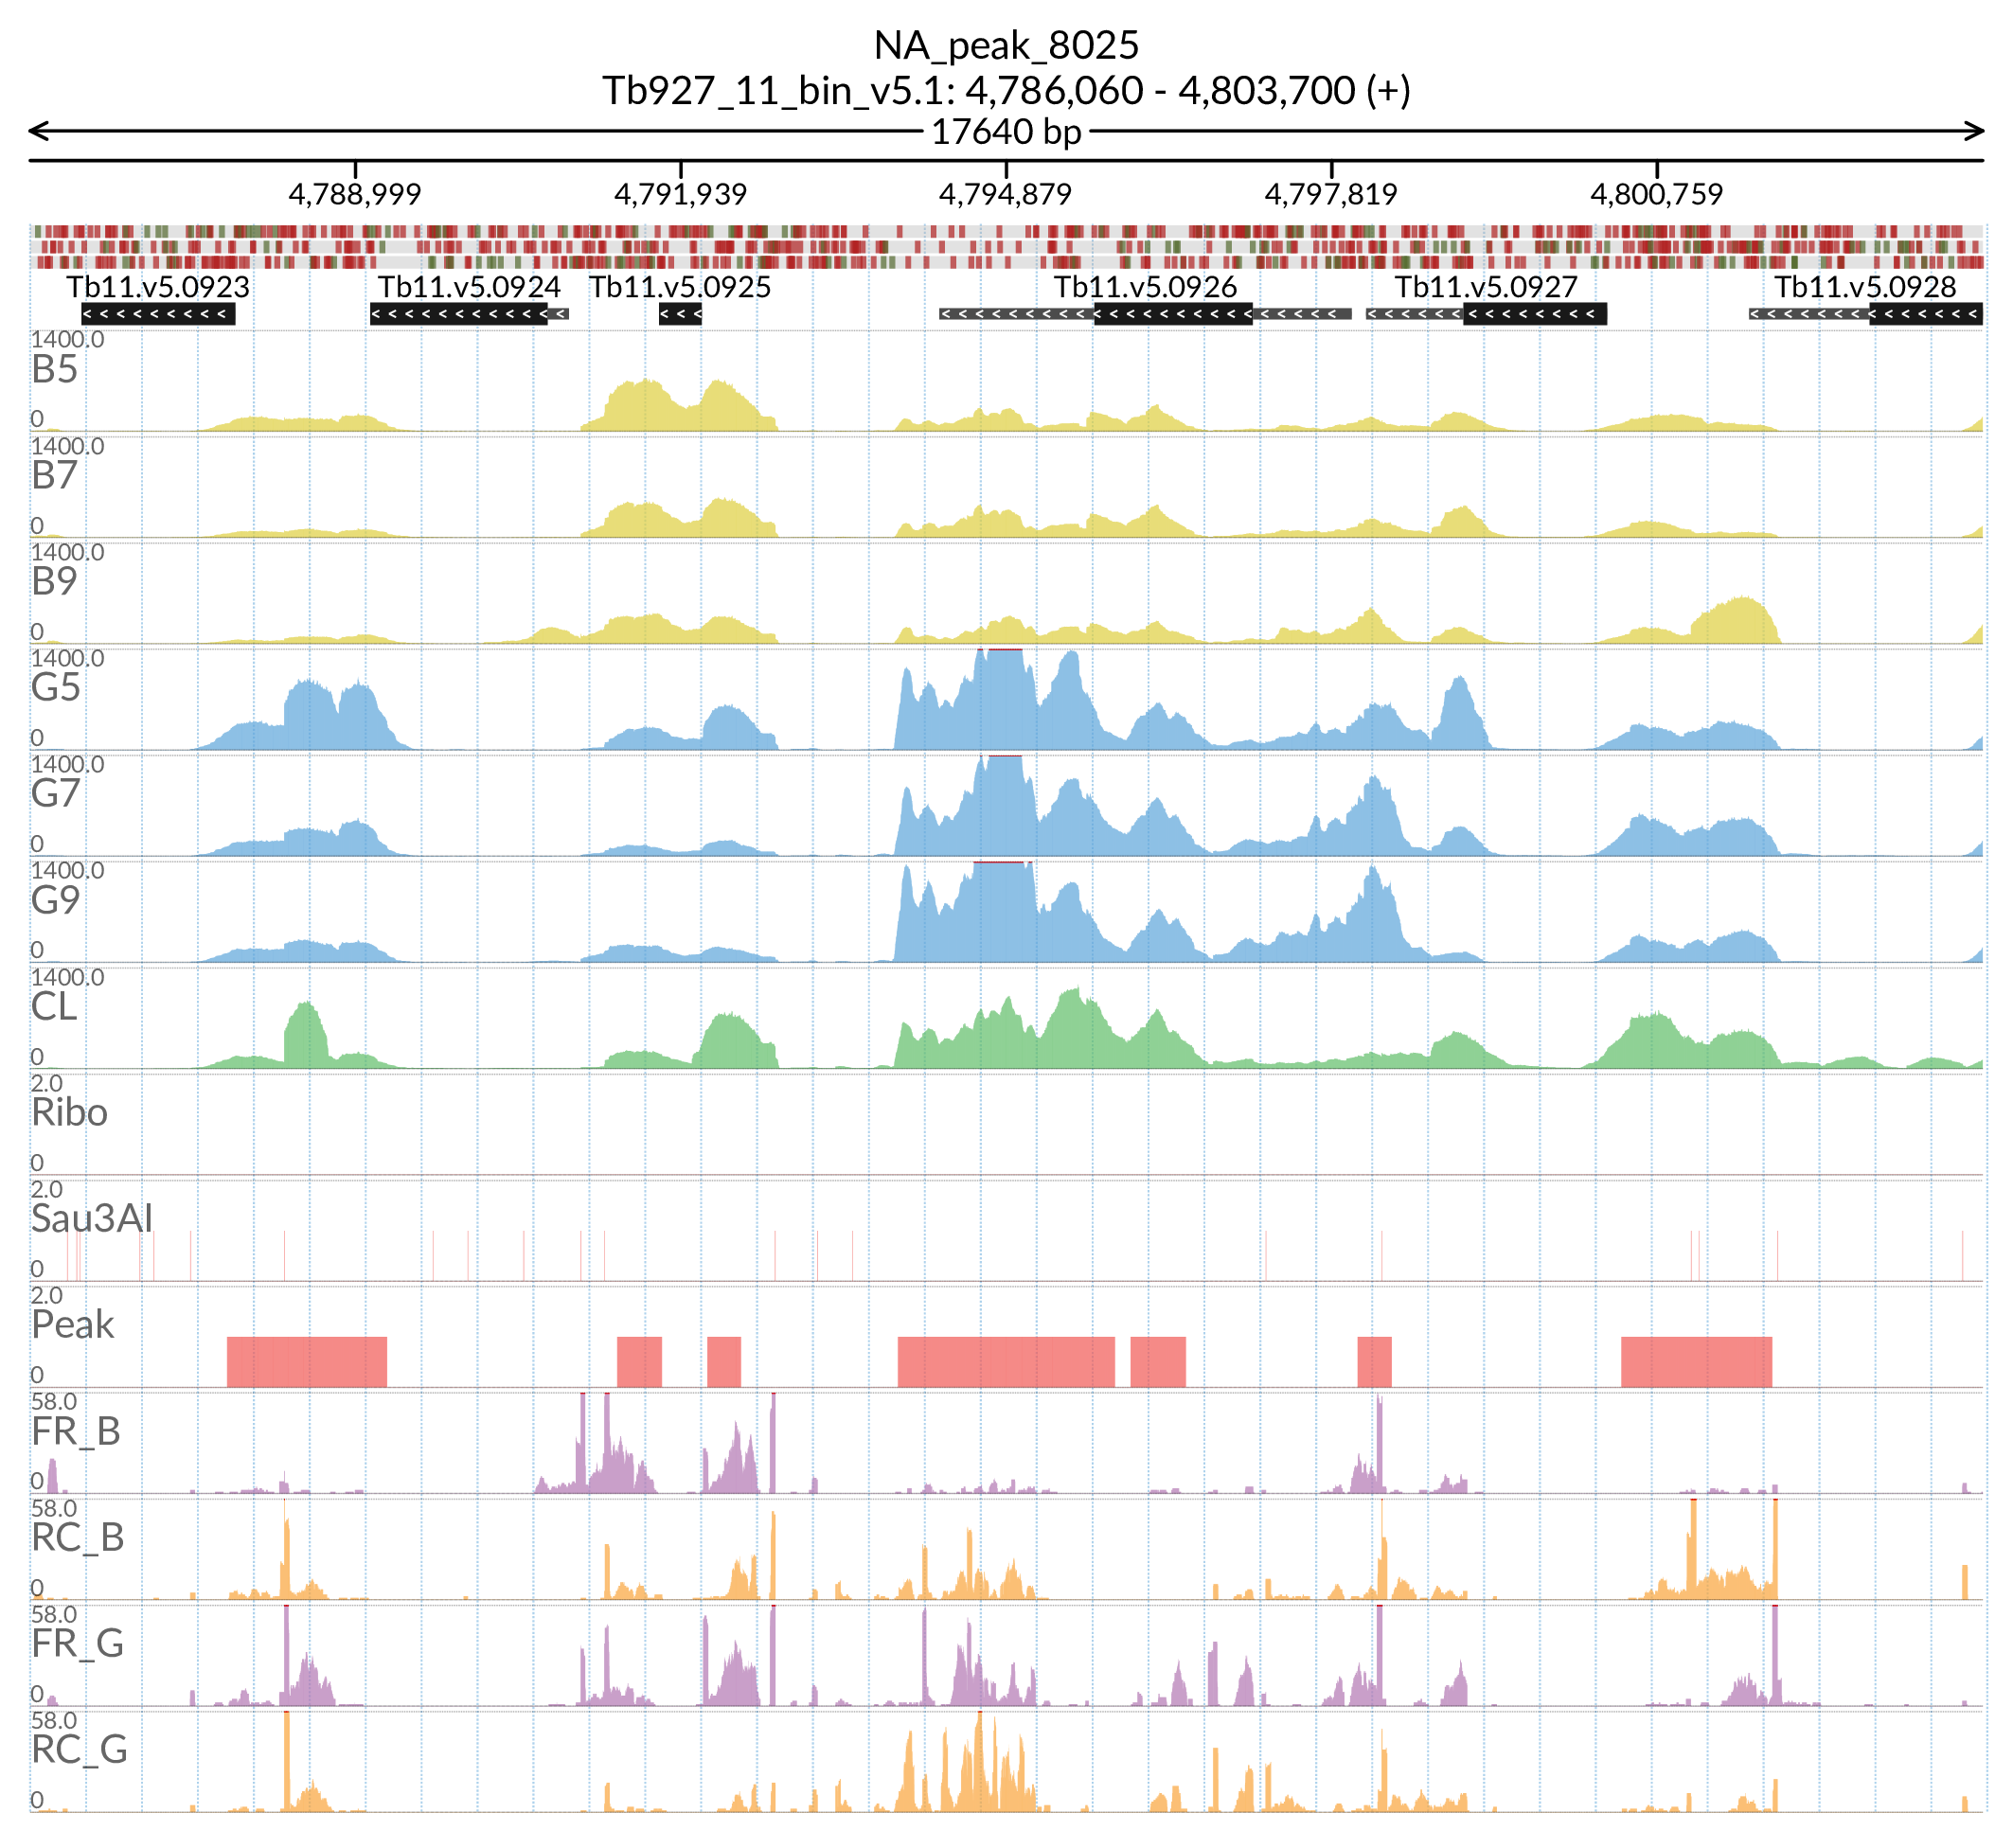 NA_peak_8025
Tb927_11_bin_v5.1: 4,786,060 - 4,803,700 (+)
17640 bp
4,788,999 4,791,939 4,794,879 4,797,819 4,800,759
Tb11.v5.0923 Tb11.v5.0924 Tb11.v5.0925 Tb11.v5.0926 Tb11.v5.0927 Tb11.v5.0928
1400.0
B5
0
1400.0
B7
0
1400.0
B9
0
1400.0
G5
0
1400.0
G7
0
1400.0
G9
0
1400.0
CL
0
2.0
Ribo
0
2.0
Sau3AI
0
2.0
Peak
0
58.0
FR_B
0
58.0
RC_B
0
58.0
FR_G
0
58.0
RC_G
0